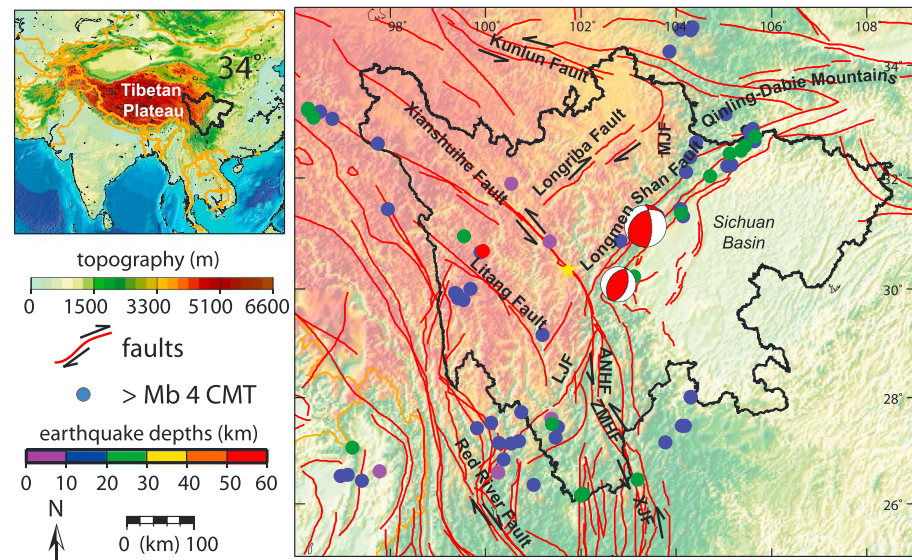 34°
Tibetan
Plateau
topography (m)
0 1500 3300 5100 6600
faults
> Mb 4 CMT
earthquake depths (km)
0 10 20 30 40 50 60
N
0 (km) 100
98° 100° 102° 104° 106° 108°
34°
32°
30°
28°
26°
Kunlun Fault
Qinling-Dabie Mountains
Xianshuihe Fault
Longriba Fault
MJF
Longmen Shan Fault
Sichuan
Basin
Litang Fault
LJF
ANHF
ZMHF
Red River Fault
XJF